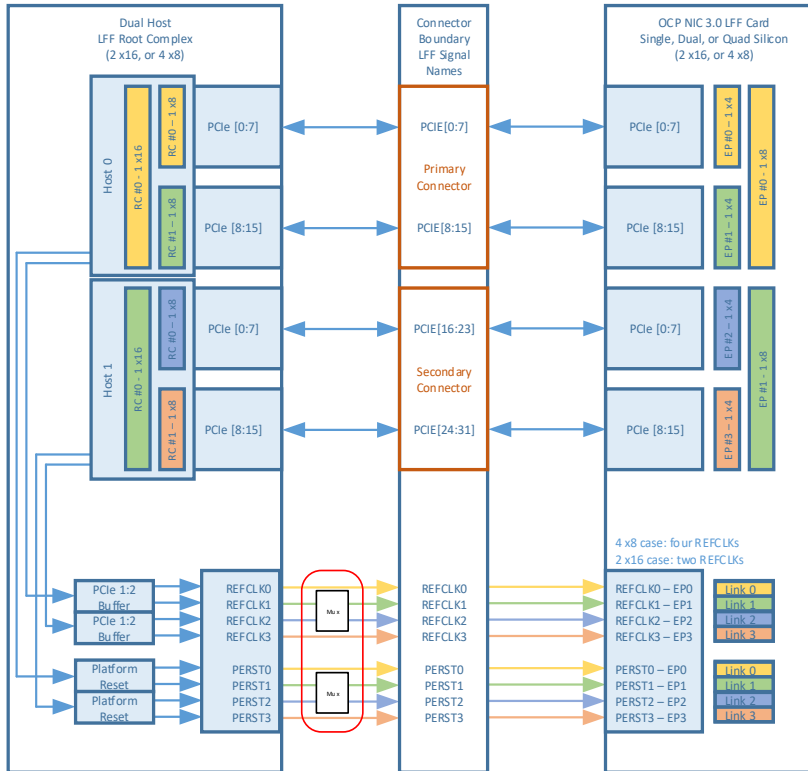 Dual Host
LFF Root Complex
(2 x16, or 4 x8)
Host 0
RC #0 – 1 x16
RC #0 – 1 x8
RC #1 – 1 x8
PCIe [0:7]
PCIe [8:15]
Host 1
RC #0 - 1 x16
RC #0 – 1 x8
RC #1 – 1 x8
PCIe [0:7]
PCIe [8:15]
PCIe 1:2
Buffer
PCIe 1:2
Buffer
Platform
Reset
Platform
Reset
REFCLK0
REFCLK1
REFCLK2
REFCLK3
PERST0
PERST1
PERST2
PERST3
Mux
Mux
Connector
Boundary
LFF Signal
Names
PCIE[0:7]
Primary
Connector
PCIE[8:15]
PCIE[16:23]
Secondary
Connector
PCIE[24:31]
REFCLK0
REFCLK1
REFCLK2
REFCLK3
PERST0
PERST1
PERST2
PERST3
OCP NIC 3.0 LFF Card
Single, Dual, or Quad Silicon
(2 x16, or 4 x8)
PCIe [0:7]
PCIe [8:15]
PCIe [0:7]
PCIe [8:15]
EP #0 – 1 x4
EP #1 – 1 x4
EP #0 - 1 x8
EP #2 – 1 x4
EP #3 – 1 x4
EP #1 - 1 x8
4 x8 case: four REFCLKs
2 x16 case: two REFCLKs
REFCLK0 – EP0
REFCLK1 – EP1
REFCLK2 – EP2
REFCLK3 – EP3
PERST0 – EP0
PERST1 – EP1
PERST2 – EP2
PERST3 – EP3
Link 0
Link 1
Link 2
Link 3
Link 0
Link 1
Link 2
Link 3